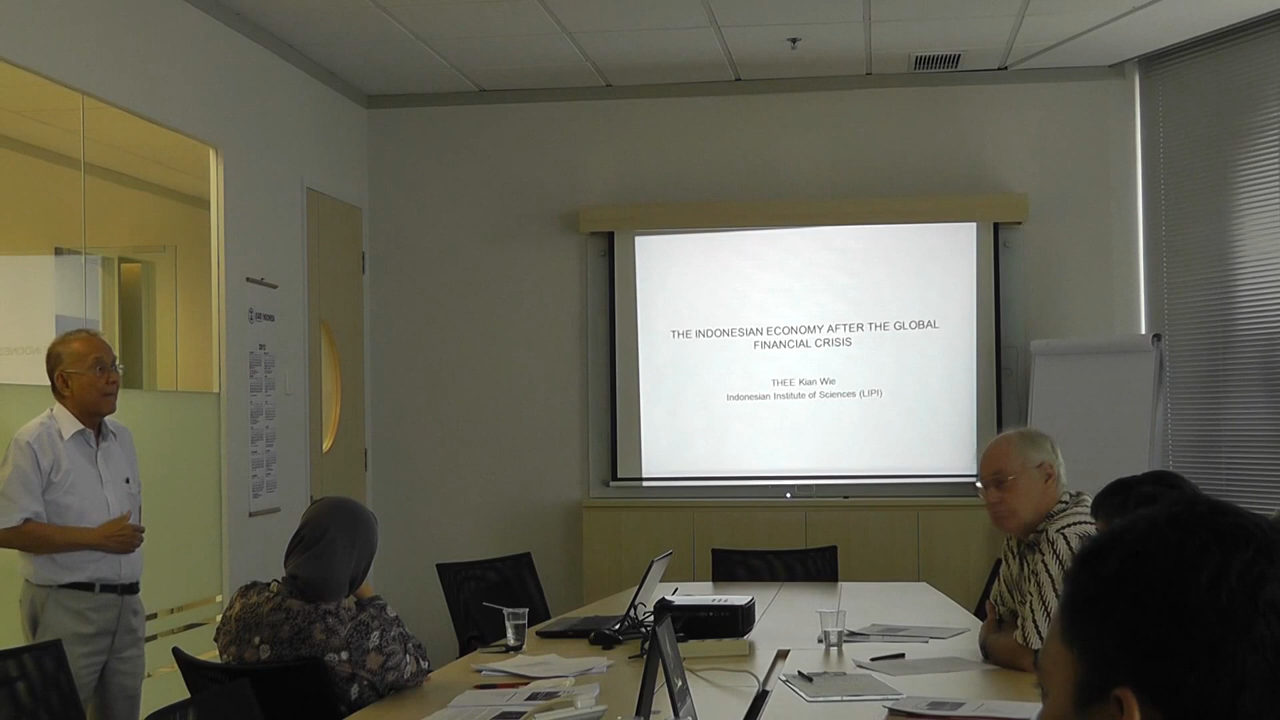 THE INDONESIAN ECONOMY AFTER THE GLOBAL
FINANCIAL CRISIS
THEE Kian Wie
Indonesian Institute of Sciences (LIPI)